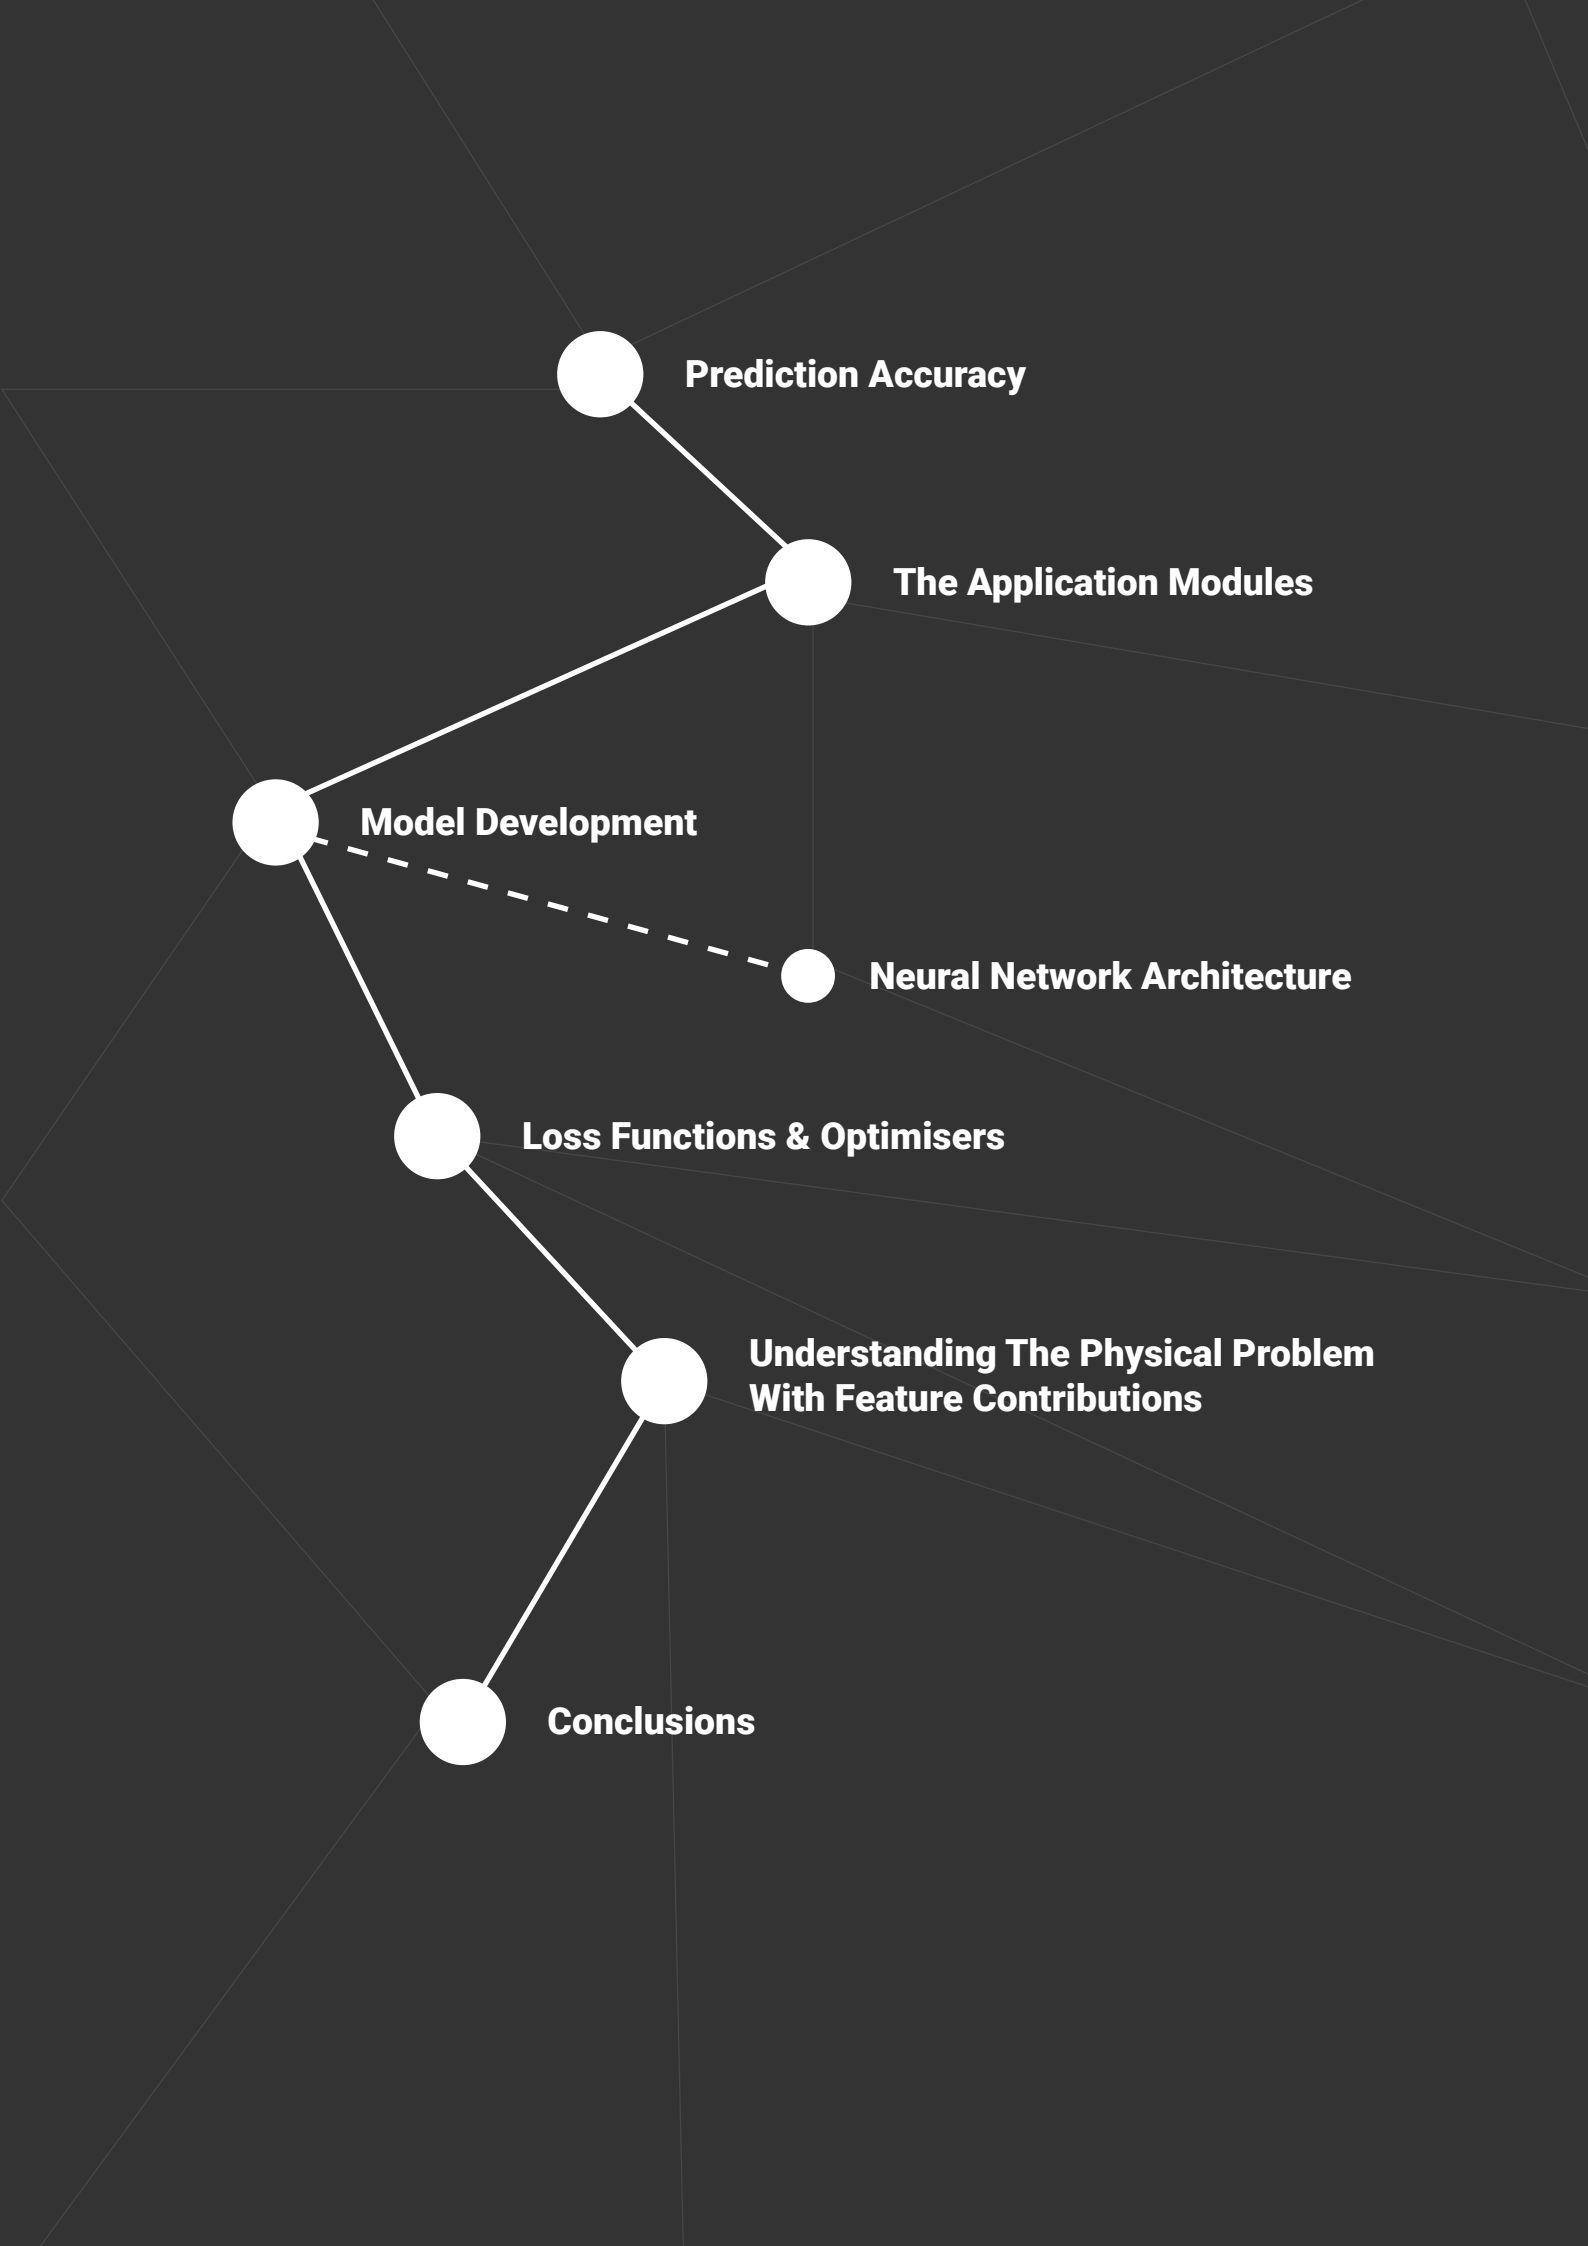 Prediction Accuracy
The Application Modules
Model Development
Neural Network Architecture
Loss Functions & Optimisers
Understanding The Physical Problem
With Feature Contributions
Conclusions